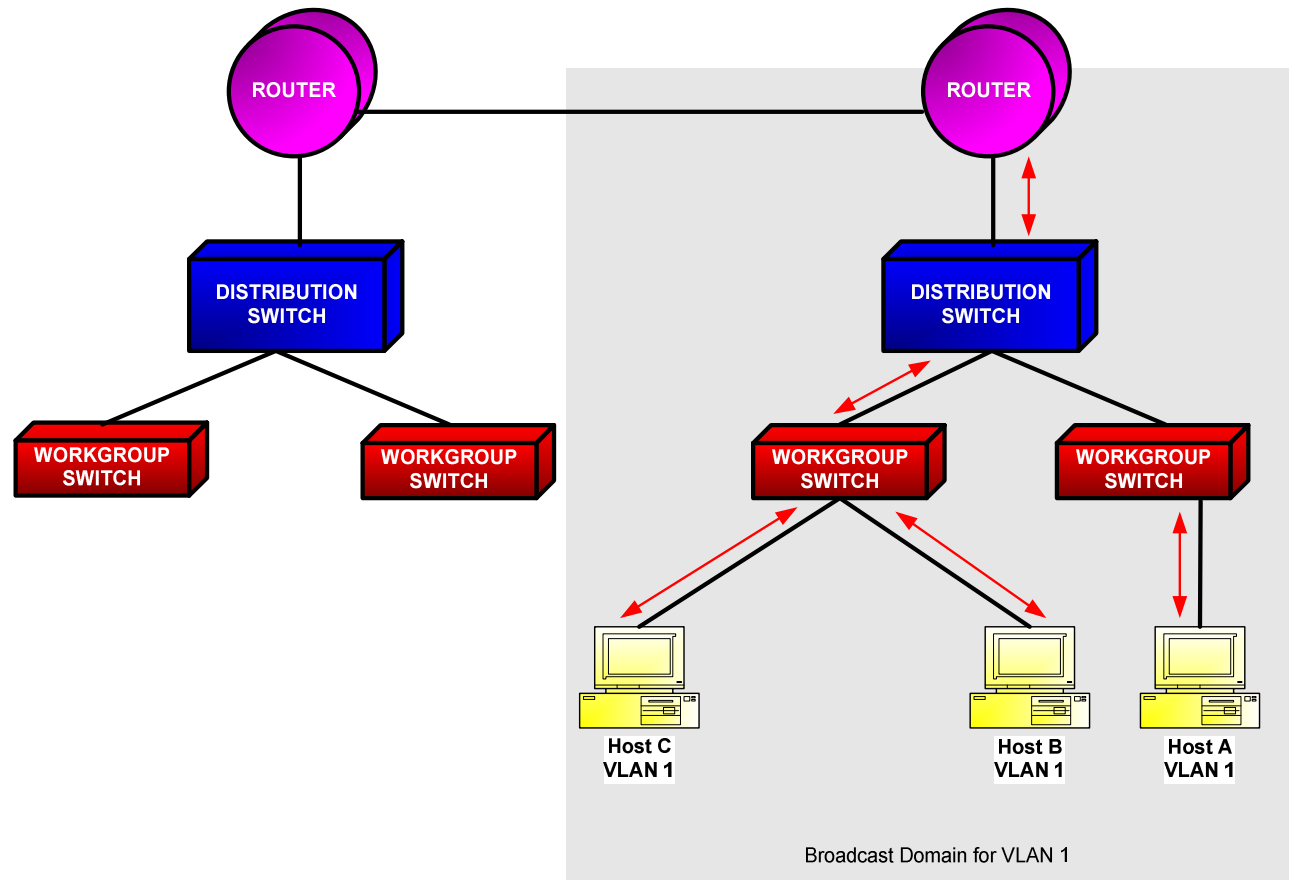 ROUTER
ROUTER
DISTRIBUTION
SWITCH
DISTRIBUTION
SWITCH
WORKGROUP
SWITCH
WORKGROUP
SWITCH
WORKGROUP
SWITCH
WORKGROUP
SWITCH
Host C
VLAN 1
Host B
VLAN 1
Host A
VLAN 1
Broadcast Domain for VLAN 1